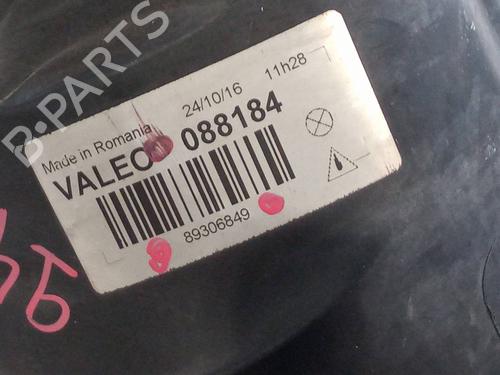 B-PARTS
Made in Romania 24/10/16 11h28
VALEO 088184
89306849